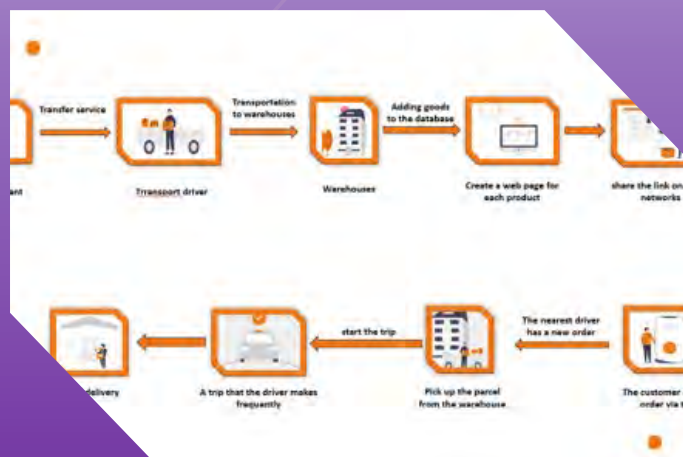 Transfer service
Transportation
to warehouses
Adding goods
to the database
ant
Trransport driver
Warehouses
Create a web page for
each product
share the link on
networks
start the trip
The nearest driver
has a new order
delivery
A trip that the driver makes
frequently
Pick up the parcel
from the warehouse
The customer
order via t